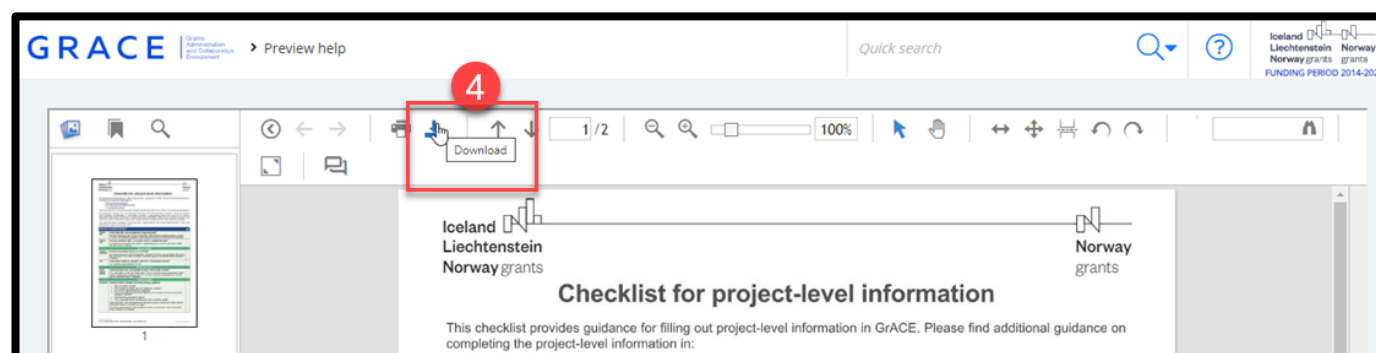 GRACE
Grants
Administration
and Collaboration
Environment
Preview help
Quick search
?
Iceland
Liechtenstein Norway
Norway grants grants
FUNDING PERIOD 2014-202
4
1 /2
100%
Download
Iceland
Liechtenstein
Norway grants
Norway
grants
Checklist for project-level information
This checklist provides guidance for filling out project-level information in GrACE. Please find additional guidance on
completing the project-level information in:
1